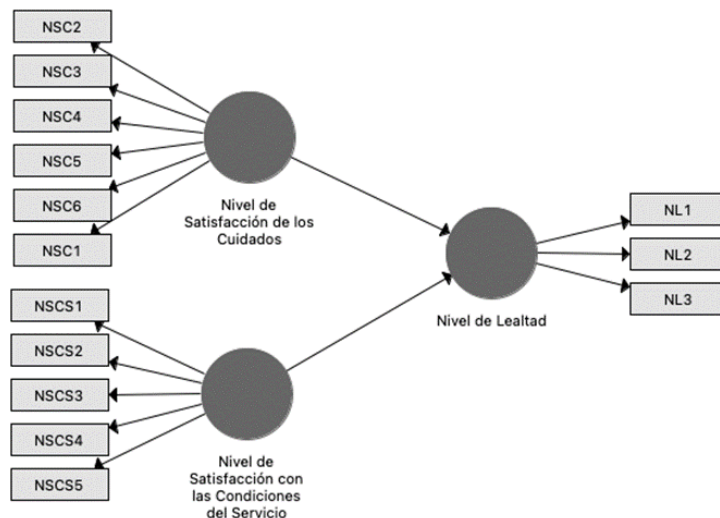 NSC2
NSC3
NSC4
NSC5
NSC6
NSC1
Nivel de
Satisfacción de los
Cuidados
NSCS1
NSCS2
NSCS3
NSCS4
NSCS5
Nivel de
Satisfacción con
las Condiciones
del Servicio
Nivel de Lealtad
NL1
NL2
NL3